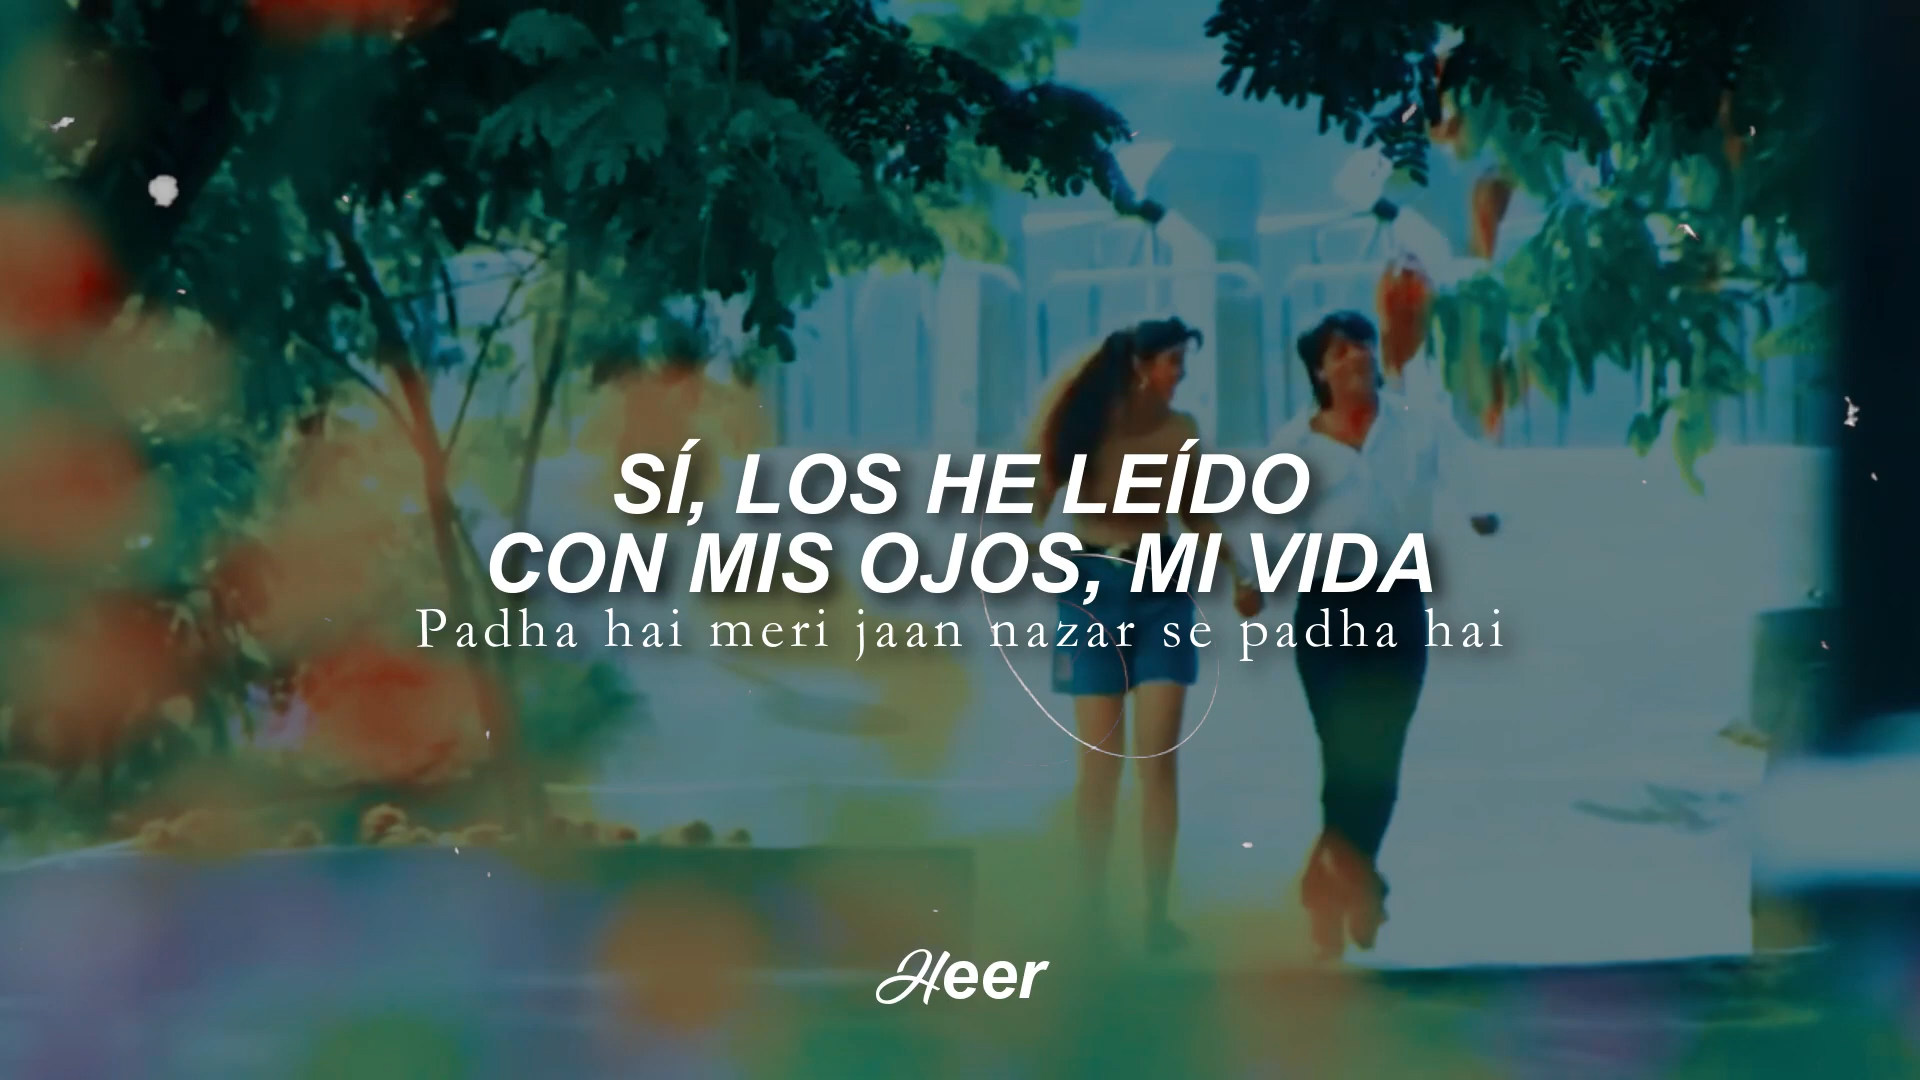 SÍ, LOS HE LEÍDO
CON MIS OJOS, MI VIDA
Padha hai meri jaan nazar se padha hai
Heer